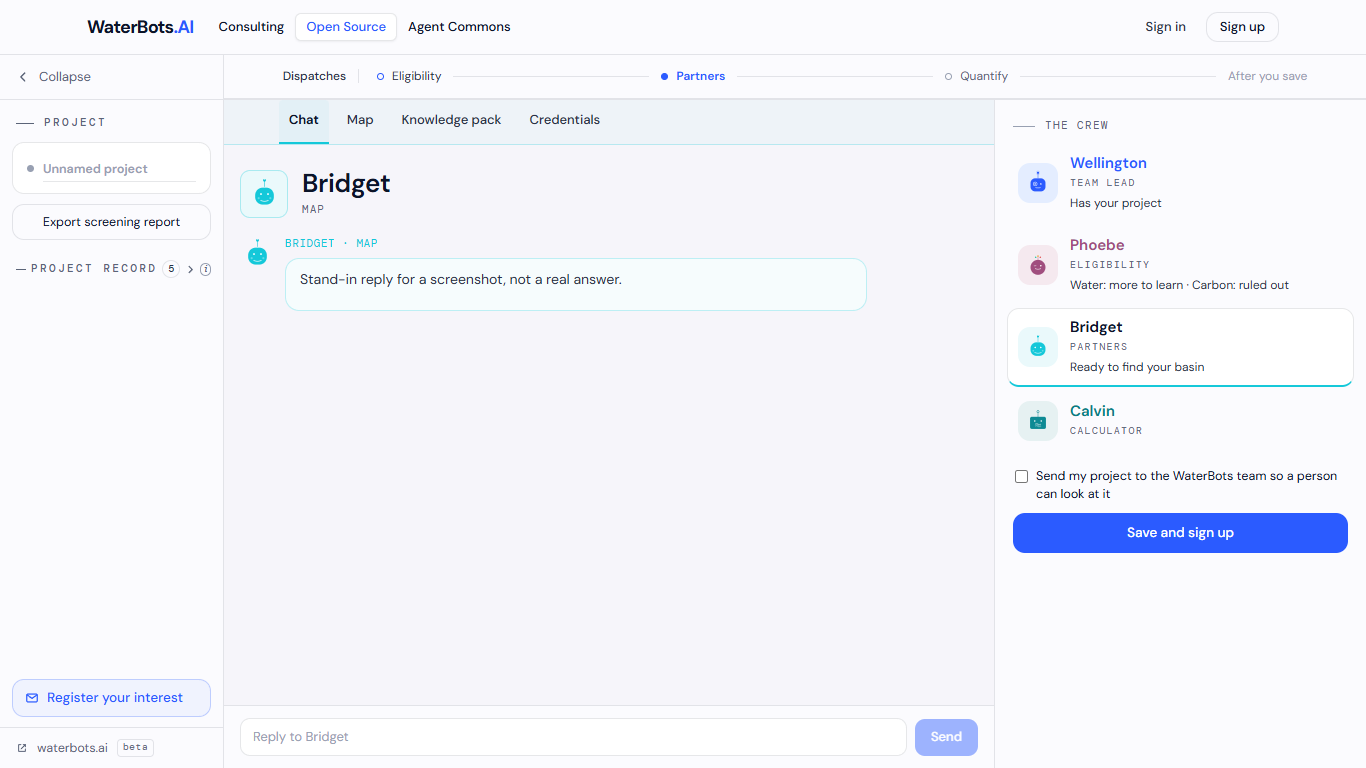 WaterBots.AI
Consulting
Open Source
Agent Commons
Sign in
Sign up
Collapse
Dispatches
Eligibility
Partners
Quantify
After you save
PROJECT
Unnamed project
Export screening report
PROJECT RECORD 5
Chat
Map
Knowledge pack
Credentials
Bridget
MAP
BRIDGET · MAP
Stand-in reply for a screenshot, not a real answer.
THE CREW
Wellington
TEAM LEAD
Has your project
Phoebe
ELIGIBILITY
Water: more to learn · Carbon: ruled out
Bridget
PARTNERS
Ready to find your basin
Calvin
CALCULATOR
Send my project to the WaterBots team so a person
can look at it
Save and sign up
Register your interest
waterbots.ai beta
Reply to Bridget
Send